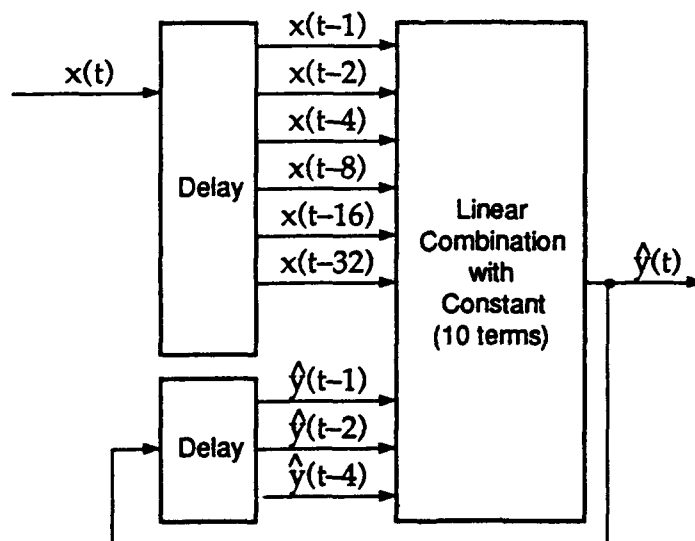 x(t)
Delay
x(t–1)
x(t–2)
x(t–4)
x(t–8)
x(t–16)
x(t–32)
Delay
ŷ(t–1)
ŷ(t–2)
ŷ(t–4)
Linear
Combination
with
Constant
(10 terms)
ŷ(t)